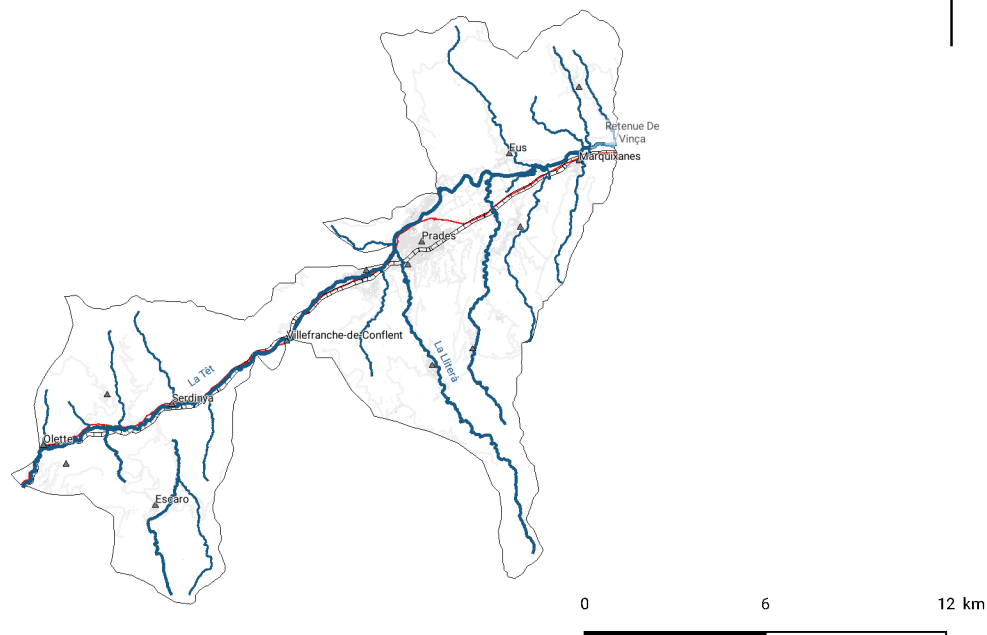 Retenue De
Vinça
Eus
Marquixanes
Prades
Villefranche-de-Conflent
La Llitera
La Têt
Serdinya
Olette
Escaro
0 6 12 km